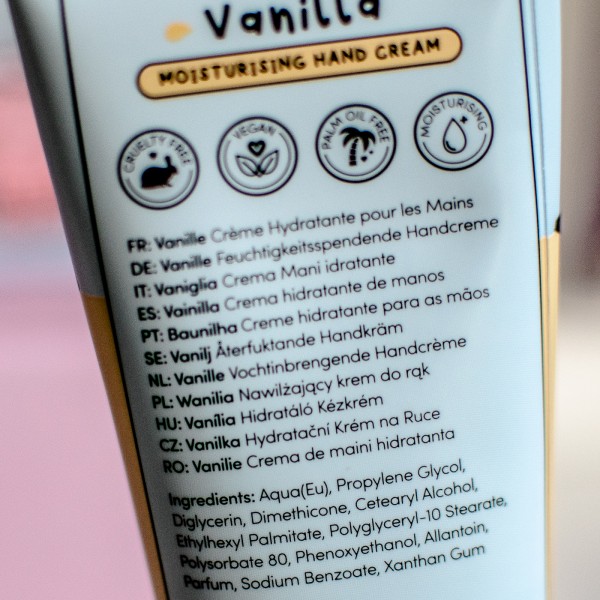 Vanilla
MOISTURISING HAND CREAM
CRUELTY FREE
VEGAN
PALM OIL FREE
MOISTURISING
FR: Vanille Crème Hydratante pour les Mains
DE: Vanille Feuchtigkeitsspendende Handcreme
IT: Vaniglia Crema Mani idratante
ES: Vainilla Crema hidratante de manos
PT: Baunilha Creme hidratante para as mãos
SE: Vanilj Återfuktande Handkräm
NL: Vanille Vochtinbrengende Handcrème
PL: Wanilia Nawilżający krem do rąk
HU: Vanília Hidratáló Kézkrém
CZ: Vanilka Hydratační Krém na Ruce
RO: Vanilie Crema de maini hidratanta
Ingredients: Aqua(Eu), Propylene Glycol,
Diglycerin, Dimethicone, Cetearyl Alcohol,
Ethylhexyl Palmitate, Polyglyceryl-10 Stearate,
Polysorbate 80, Phenoxyethanol, Allantoin,
Parfum, Sodium Benzoate, Xanthan Gum